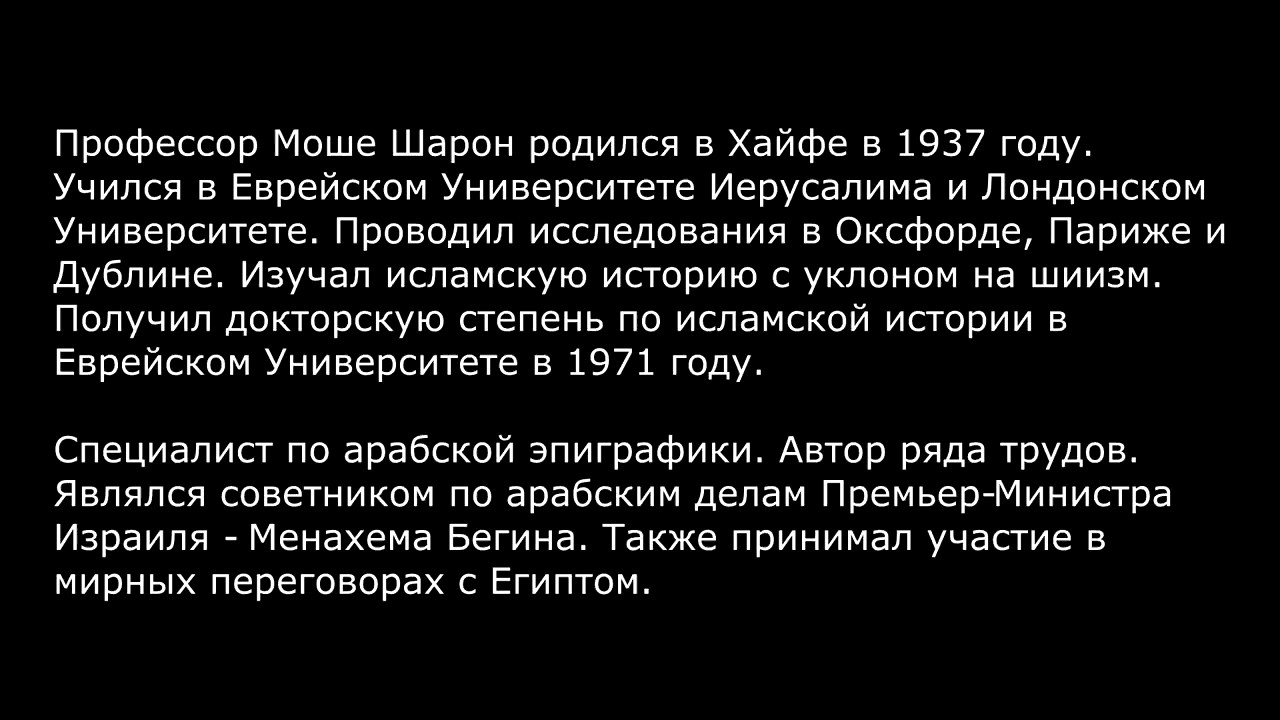 Профессор Моше Шарон родился в Хайфе в 1937 году.
Учился в Еврейском Университете Иерусалима и Лондонском
Университете. Проводил исследования в Оксфорде, Париже и
Дублине. Изучал исламскую историю с уклоном на шиизм.
Получил докторскую степень по исламской истории в
Еврейском Университете в 1971 году.
Специалист по арабской эпиграфики. Автор ряда трудов.
Являлся советником по арабским делам Премьер-Министра
Израиля - Менахема Бегина. Также принимал участие в
мирных переговорах с Египтом.